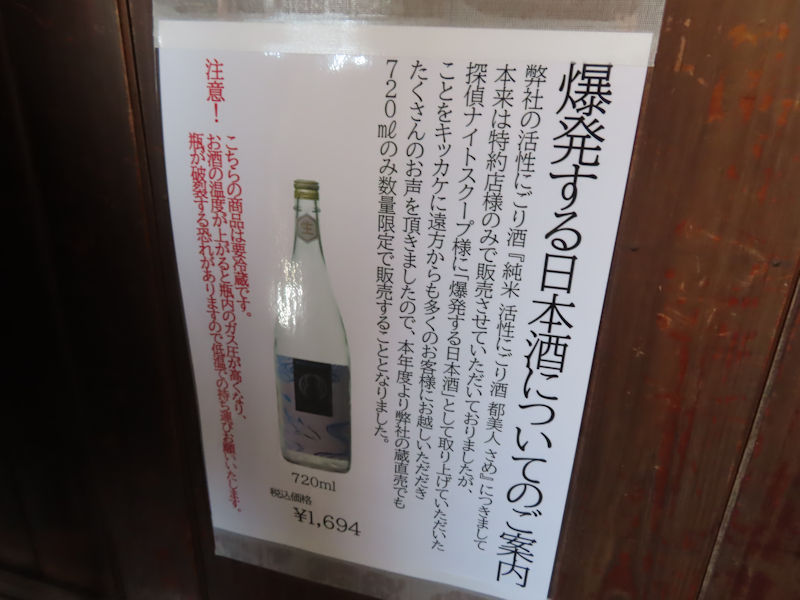 爆発する日本酒についてのご案内
弊社の活性にごり酒『純米 活性にごり酒 都美人 さめ』につきまして
本来は特約店様のみで販売させていただいておりましたが、
探偵ナイトスクープ様に「爆発する日本酒」として取り上げていただいた
ことをキッカケに遠方からも多くのお客様にお越しいただき
たくさんのお声を頂きましたので、本年度より弊社の蔵直売でも
720mlのみ数量限定で販売することとなりました。
生
720ml
税込価格
¥1,694
注意！
こちらの商品は要冷蔵です。
お酒の温度が上がると瓶内のガス圧が高くなり、
瓶が破裂する恐れがありますので低温での持ち運びお願いいたします。